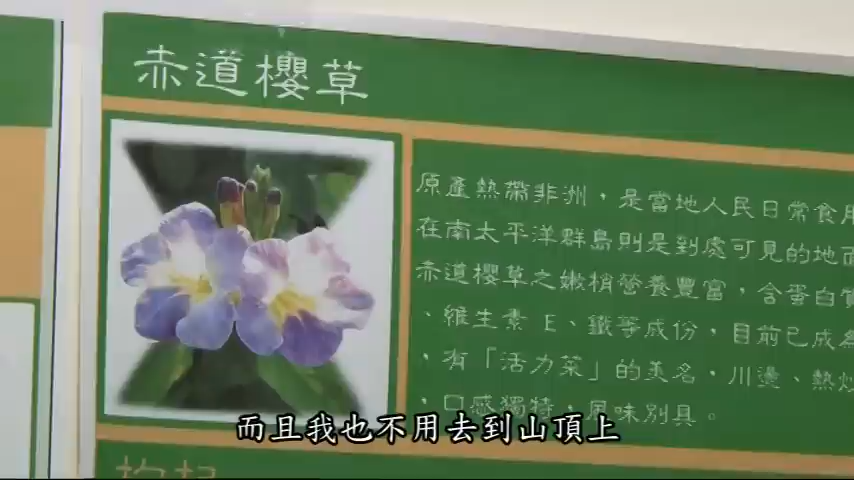 赤道櫻草
原產熱帶非洲，是當地人民日常食用
在南太平洋群島則是到處可見的地面
赤道櫻草之嫩梢營養豐富，含蛋白質
、維生素 E、鐵等成份，目前已成為
，有「活力菜」的美名，川燙、熱炒
，口感獨特，風味別具。
而且我也不用去到山頂上
枸杞